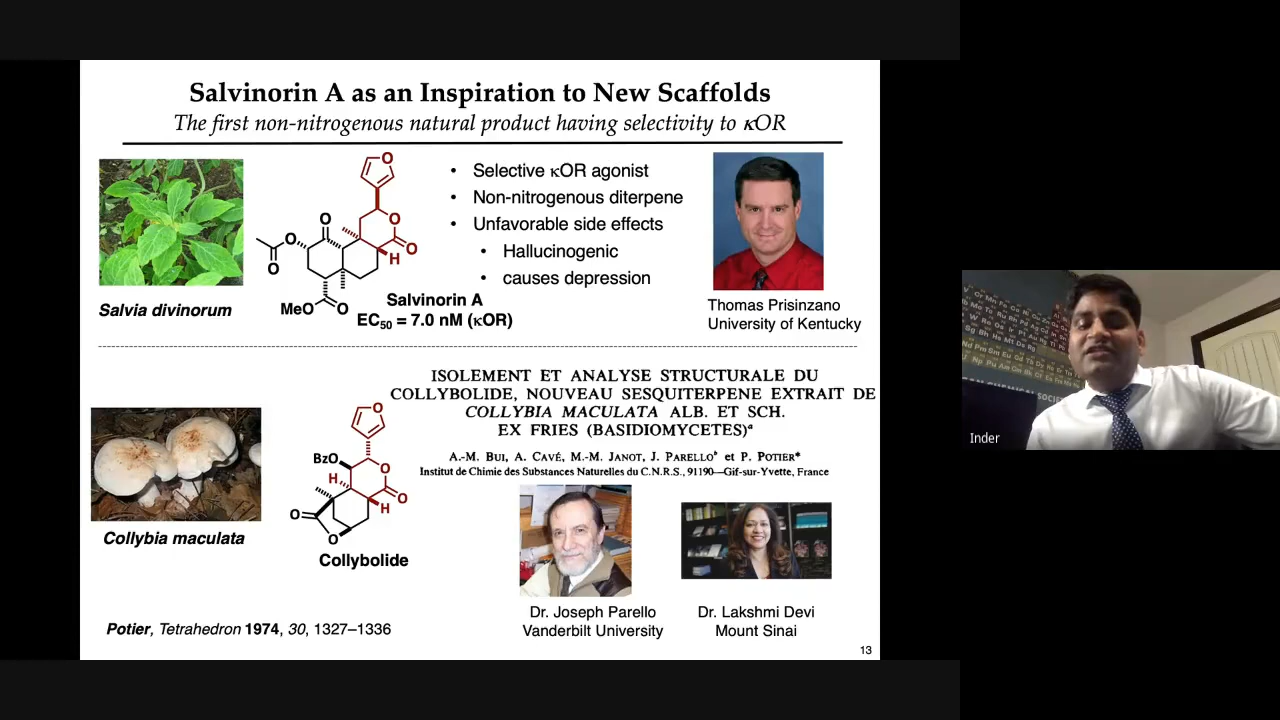 Salvinorin A as an Inspiration to New Scaffolds
The first non-nitrogenous natural product having selectivity to κOR
• Selective κOR agonist
• Non-nitrogenous diterpene
• Unfavorable side effects
• Hallucinogenic
• causes depression
O
O
O
O
O
O
H
MeO
O
Salvia divinorum
Salvinorin A
EC50 = 7.0 nM (κOR)
Thomas Prisinzano
University of Kentucky
ISOLEMENT ET ANALYSE STRUCTURALE DU
COLLYBOLIDE, NOUVEAU SESQUITERPENE EXTRAIT DE
COLLYBIA MACULATA ALB. ET SCH.
EX FRIES (BASIDIOMYCETES)a
A.-M. BUI, A. CAVÉ, M.-M. JANOT, J. PARELLOb et P. POTIER*
Institut de Chimie des Substances Naturelles du C.N.R.S., 91190—Gif-sur-Yvette, France
O
BzO
O
H
O
H
O
O
Collybia maculata
Collybolide
Dr. Joseph Parello
Vanderbilt University
Dr. Lakshmi Devi
Mount Sinai
Potier, Tetrahedron 1974, 30, 1327–1336
13
Inder